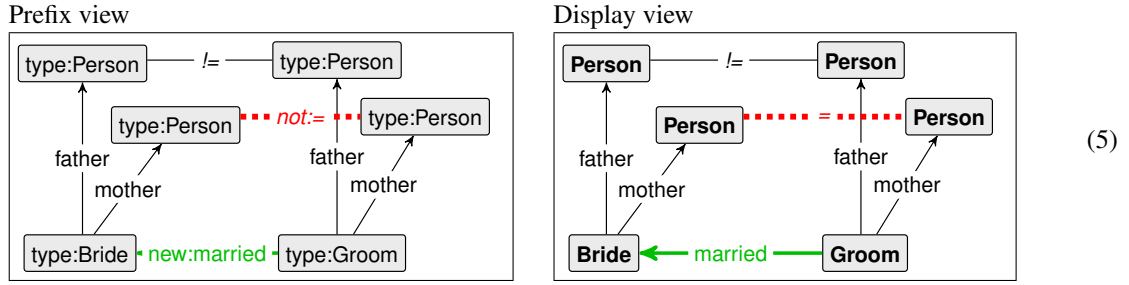 Prefix view
Display view
type:Person != type:Person
Person != Person
type:Person not:= type:Person
Person = Person
(5)
father father
father father
mother mother
mother mother
type:Bride new:married type:Groom
Bride married Groom